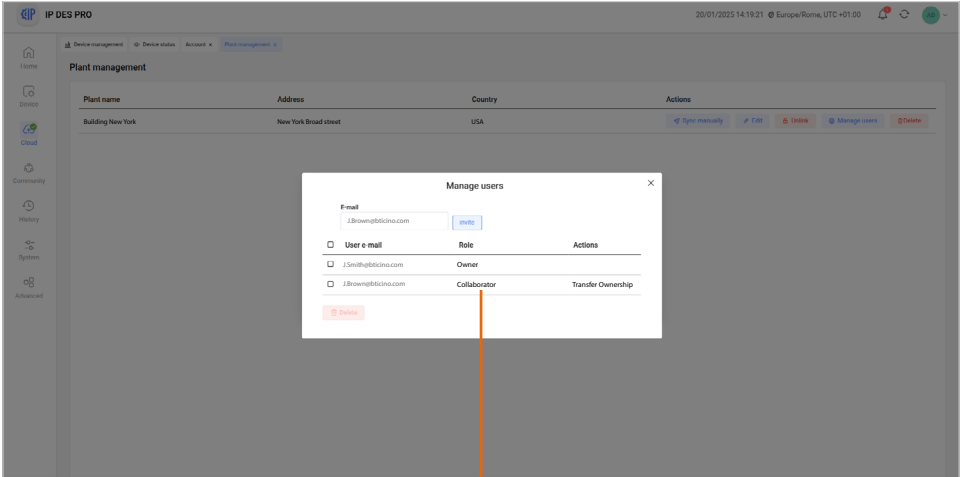 IP DES PRO
20/01/2025 14:19:21 Europe/Rome, UTC +01:00
AB
Device management Device status Account x Plant management x
Home
Plant management
Device
Plant name Address Country Actions
Building New York New York Broad street USA Sync manually Edit Unlink Manage users Delete
Cloud
Community
History
System
Advanced
Manage users
E-mail
J.Brown@bticino.com invite
User e-mail Role Actions
J.Smith@bticino.com Owner
J.Brown@bticino.com Collaborator Transfer Ownership
Delete